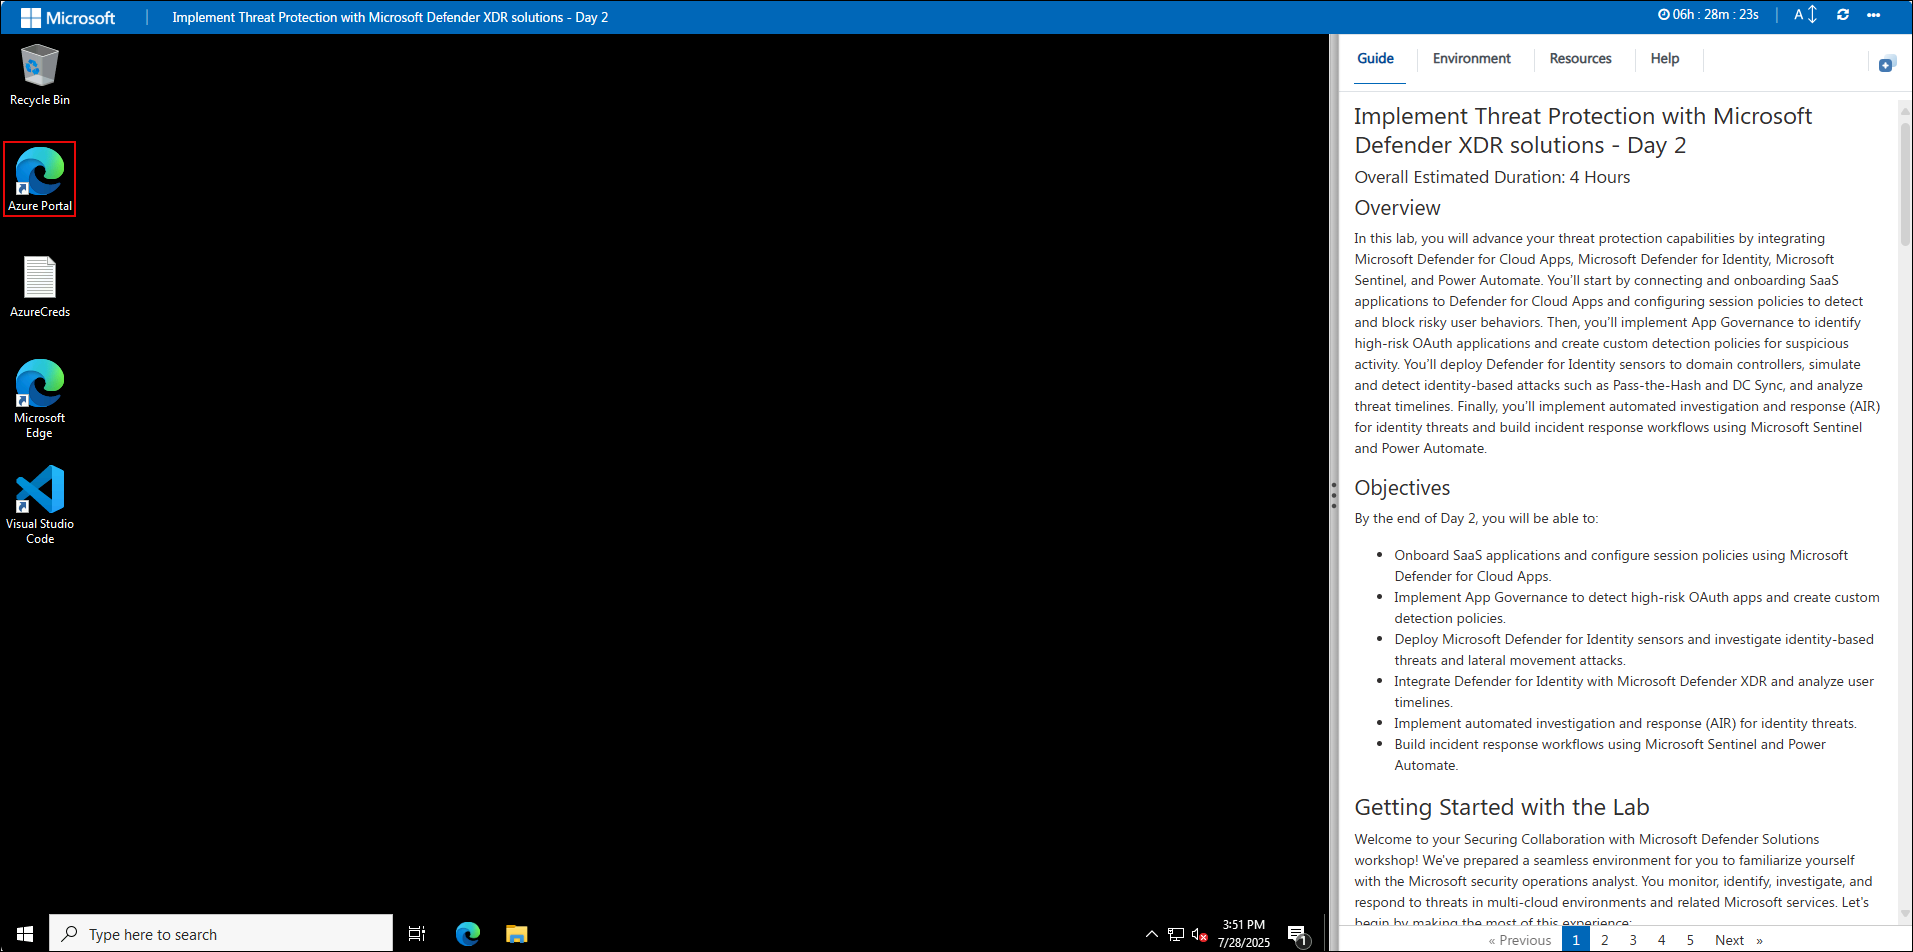 Microsoft
Implement Threat Protection with Microsoft Defender XDR solutions - Day 2
06h : 28m : 23s
A
Recycle Bin
Azure Portal
AzureCreds
Microsoft
Edge
Visual Studio
Code
Type here to search
3:51 PM
7/28/2025
1
Guide
Environment
Resources
Help
Implement Threat Protection with Microsoft
Defender XDR solutions - Day 2
Overall Estimated Duration: 4 Hours
Overview
In this lab, you will advance your threat protection capabilities by integrating
Microsoft Defender for Cloud Apps, Microsoft Defender for Identity, Microsoft
Sentinel, and Power Automate. You'll start by connecting and onboarding SaaS
applications to Defender for Cloud Apps and configuring session policies to detect
and block risky user behaviors. Then, you'll implement App Governance to identify
high-risk OAuth applications and create custom detection policies for suspicious
activity. You'll deploy Defender for Identity sensors to domain controllers, simulate
and detect identity-based attacks such as Pass-the-Hash and DC Sync, and analyze
threat timelines. Finally, you'll implement automated investigation and response (AIR)
for identity threats and build incident response workflows using Microsoft Sentinel
and Power Automate.
Objectives
By the end of Day 2, you will be able to:
• Onboard SaaS applications and configure session policies using Microsoft
Defender for Cloud Apps.
• Implement App Governance to detect high-risk OAuth apps and create custom
detection policies.
• Deploy Microsoft Defender for Identity sensors and investigate identity-based
threats and lateral movement attacks.
• Integrate Defender for Identity with Microsoft Defender XDR and analyze user
timelines.
• Implement automated investigation and response (AIR) for identity threats.
• Build incident response workflows using Microsoft Sentinel and Power
Automate.
Getting Started with the Lab
Welcome to your Securing Collaboration with Microsoft Defender Solutions
workshop! We've prepared a seamless environment for you to familiarize yourself
with the Microsoft security operations analyst. You monitor, identify, investigate, and
respond to threats in multi-cloud environments and related Microsoft services. Let's
begin by making the most of this experience:
« Previous 1 2 3 4 5 Next »